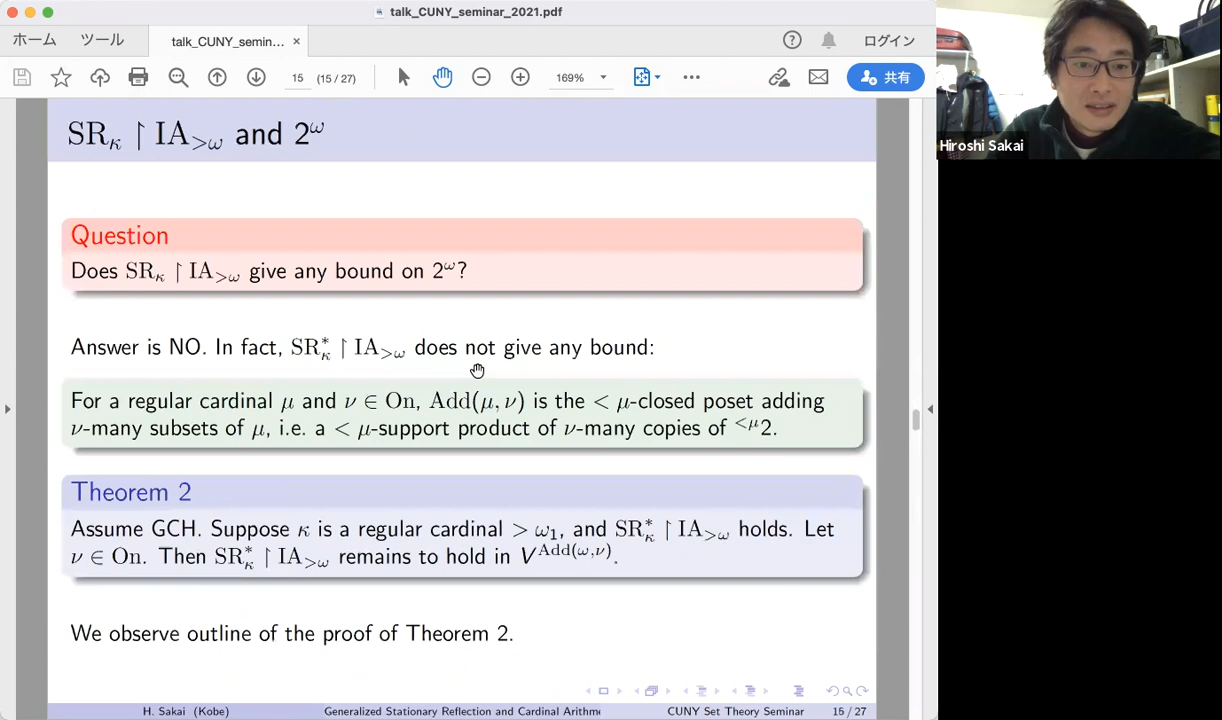 talk_CUNY_seminar_2021.pdf
ホーム ツール talk_CUNY_semin... × ログイン
15 (15 / 27) 169% 共有
SR_κ ↾ IA_{>ω} and 2^ω
Question
Does SR_κ ↾ IA_{>ω} give any bound on 2^ω?
Answer is NO. In fact, SR*_κ ↾ IA_{>ω} does not give any bound:
For a regular cardinal μ and ν ∈ On, Add(μ, ν) is the < μ-closed poset adding
ν-many subsets of μ, i.e. a < μ-support product of ν-many copies of ^{<μ}2.
Theorem 2
Assume GCH. Suppose κ is a regular cardinal > ω₁, and SR*_κ ↾ IA_{>ω} holds. Let
ν ∈ On. Then SR*_κ ↾ IA_{>ω} remains to hold in V^{Add(ω,ν)}.
We observe outline of the proof of Theorem 2.
H. Sakai (Kobe) Generalized Stationary Reflection and Cardinal Arithme CUNY Set Theory Seminar 15 / 27
Hiroshi Sakai